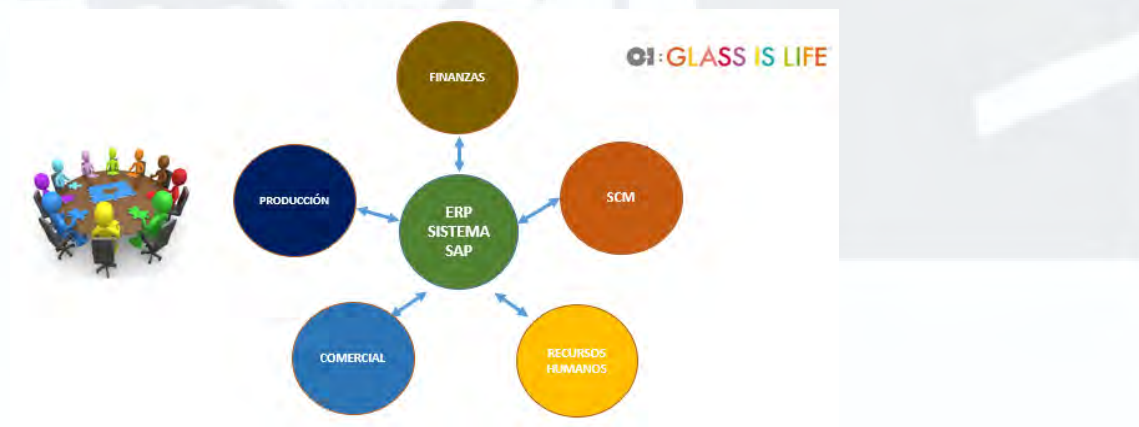 O-I : GLASS IS LIFE
FINANZAS
PRODUCCIÓN
SCM
ERP
SISTEMA
SAP
COMERCIAL
RECURSOS
HUMANOS